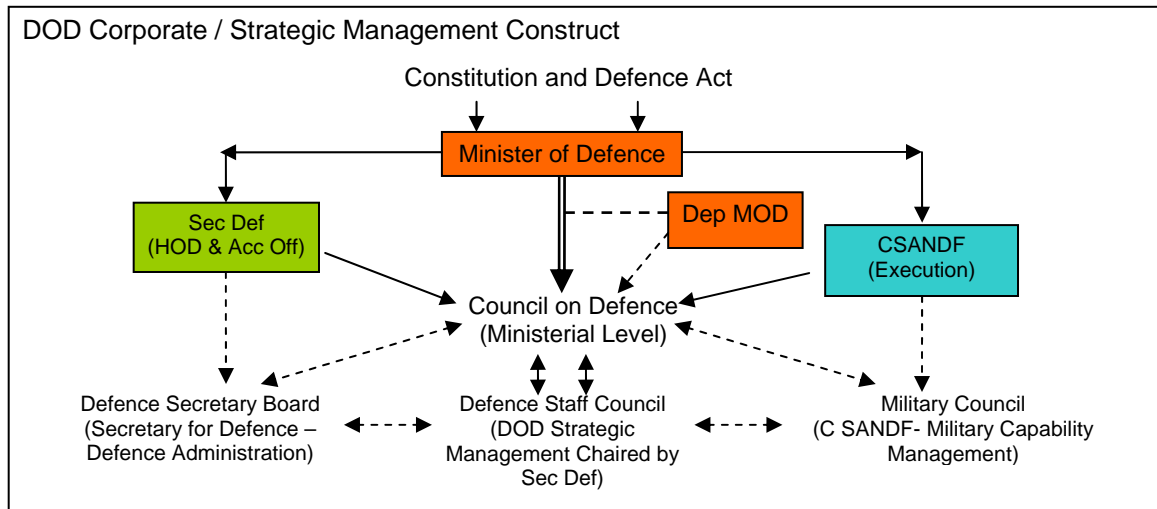 DOD Corporate / Strategic Management Construct
Constitution and Defence Act
Minister of Defence
Dep MOD
Sec Def
(HOD & Acc Off)
CSANDF
(Execution)
Council on Defence
(Ministerial Level)
Defence Secretary Board
(Secretary for Defence –
Defence Administration)
Defence Staff Council
(DOD Strategic
Management Chaired by
Sec Def)
Military Council
(C SANDF- Military Capability
Management)